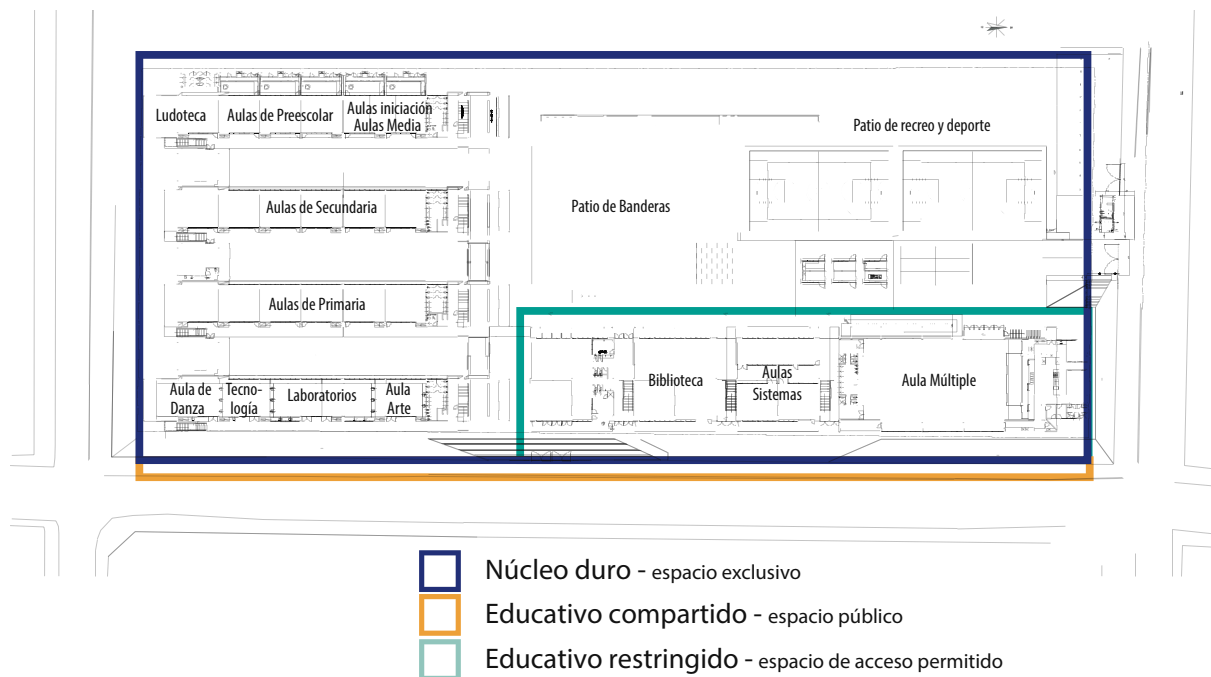 Ludoteca
Aulas de Preescolar
Aulas iniciación
Aulas Media
Patio de recreo y deporte
Aulas de Secundaria
Patio de Banderas
Aulas de Primaria
Aula de
Danza
Tecno-
logía
Laboratorios
Aula
Arte
Biblioteca
Aulas
Sistemas
Aula Múltiple
Núcleo duro - espacio exclusivo
Educativo compartido - espacio público
Educativo restringido - espacio de acceso permitido